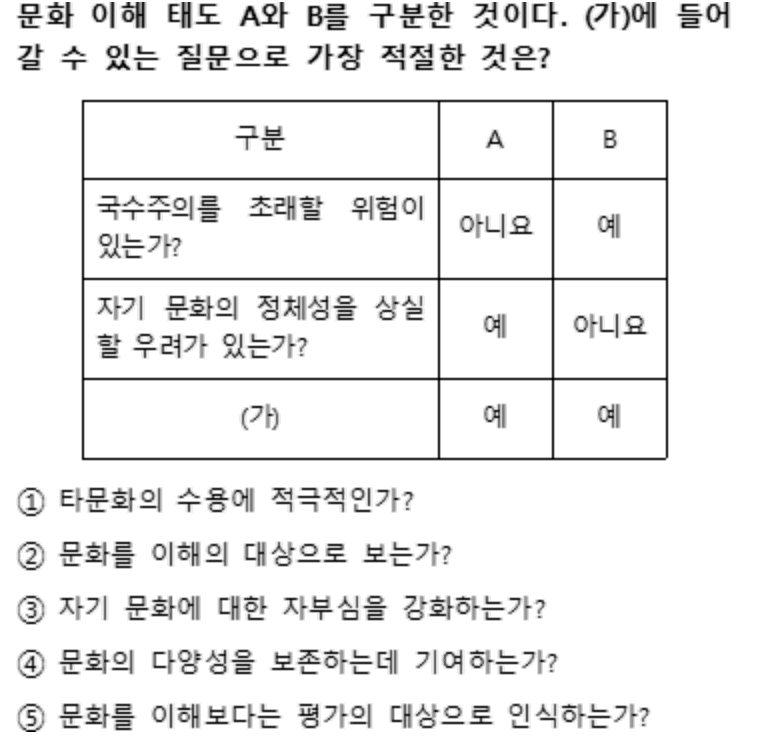 문화 이해 태도 A와 B를 구분한 것이다. (가)에 들어
갈 수 있는 질문으로 가장 적절한 것은?
구분 A B
국수주의를 초래할 위험이
있는가?
아니요 예
자기 문화의 정체성을 상실
할 우려가 있는가?
예 아니요
(가) 예 예
① 타문화의 수용에 적극적인가?
② 문화를 이해의 대상으로 보는가?
③ 자기 문화에 대한 자부심을 강화하는가?
④ 문화의 다양성을 보존하는데 기여하는가?
⑤ 문화를 이해보다는 평가의 대상으로 인식하는가?